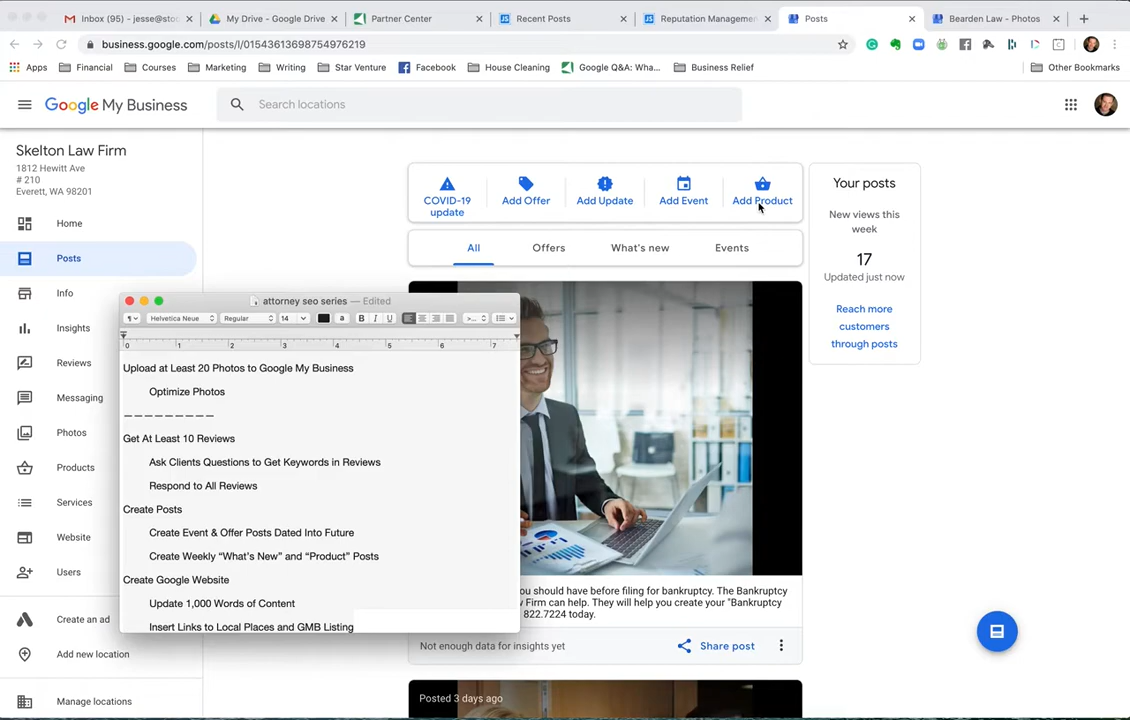 Inbox (95) - jesse@sto
My Drive - Google Drive
Partner Center
Recent Posts
Reputation Managemen
Posts
Bearden Law - Photos
business.google.com/posts/l/01543613698754976219
Apps
Financial
Courses
Marketing
Writing
Star Venture
Facebook
House Cleaning
Google Q&A: Wha...
Business Relief
Other Bookmarks
Google My Business
Search locations
Skelton Law Firm
1812 Hewitt Ave
# 210
Everett, WA 98201
Home
Posts
Info
Insights
Reviews
Messaging
Photos
Products
Services
Website
Users
Create an ad
Add new location
Manage locations
COVID-19
update
Add Offer
Add Update
Add Event
Add Product
All
Offers
What's new
Events
Your posts
New views this
week
17
Updated just now
Reach more
customers
through posts
attorney seo series — Edited
Helvetica Neue
Regular
14
a
B
I
U
>...
0
1
2
3
4
5
6
7
Upload at Least 20 Photos to Google My Business
Optimize Photos
— — — — — — — — —
Get At Least 10 Reviews
Ask Clients Questions to Get Keywords in Reviews
Respond to All Reviews
Create Posts
Create Event & Offer Posts Dated Into Future
Create Weekly “What’s New” and “Product” Posts
Create Google Website
Update 1,000 Words of Content
Insert Links to Local Places and GMB Listing
ou should have before filing for bankruptcy. The Bankruptcy
Firm can help. They will help you create your "Bankruptcy
822.7224 today.
Not enough data for insights yet
Share post
Posted 3 days ago